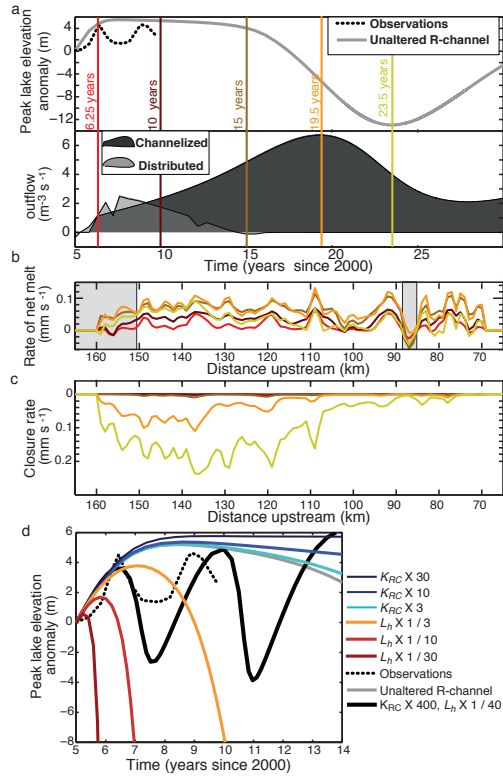 a
Peak lake elevation
anomaly (m)
4
0
−4
−8
−12
Observations
Unaltered R-channel
6.25 years
10 years
15 years
19.5 years
23.5 years
Channelized
Distributed
outflow
(m⁻³ s⁻¹)
6
4
2
0
5 10 15 20 25
Time (years since 2000)
b
Rate of net melt
(mm s⁻¹)
0.1
0
160 150 140 130 120 110 100 90 80 70
Distance upstream (km)
c
Closure rate
(mm s⁻¹)
0
0.1
0.2
160 150 140 130 120 110 100 90 80 70
Distance upstream (km)
d
Peak lake elevation
anomaly (m)
6
4
2
0
−2
−4
−6
−8
5 6 7 8 9 10 11 12 13 14
Time (years since 2000)
K_RC X 30
K_RC X 10
K_RC X 3
L_h X 1 / 3
L_h X 1 / 10
L_h X 1 / 30
Observations
Unaltered R-channel
K_RC X 400, L_h X 1 / 40